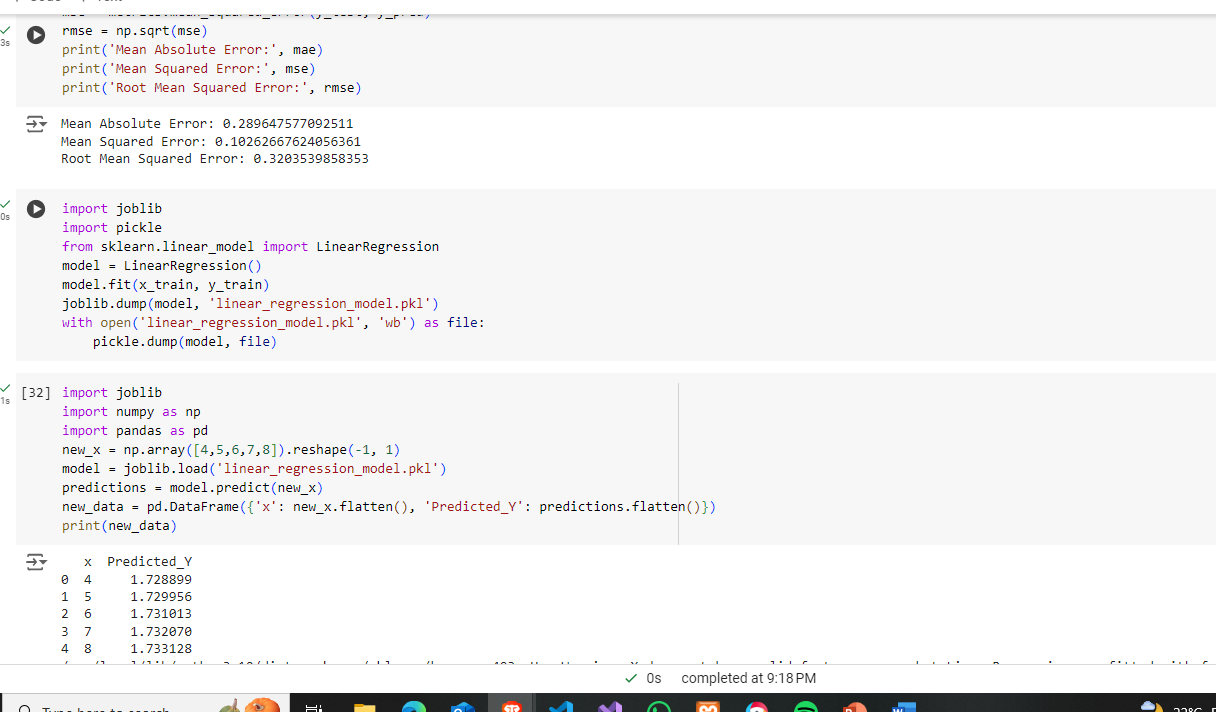 rmse = np.sqrt(mse)
3s
print('Mean Absolute Error:', mae)
print('Mean Squared Error:', mse)
print('Root Mean Squared Error:', rmse)
Mean Absolute Error: 0.289647577092511
Mean Squared Error: 0.10262667624056361
Root Mean Squared Error: 0.3203539858353
import joblib
0s
import pickle
from sklearn.linear_model import LinearRegression
model = LinearRegression()
model.fit(x_train, y_train)
joblib.dump(model, 'linear_regression_model.pkl')
with open('linear_regression_model.pkl', 'wb') as file:
    pickle.dump(model, file)
[32] import joblib
1s
import numpy as np
import pandas as pd
new_x = np.array([4,5,6,7,8]).reshape(-1, 1)
model = joblib.load('linear_regression_model.pkl')
predictions = model.predict(new_x)
new_data = pd.DataFrame({'x': new_x.flatten(), 'Predicted_Y': predictions.flatten()})
print(new_data)
x Predicted_Y
0 4 1.728899
1 5 1.729956
2 6 1.731013
3 7 1.732070
4 8 1.733128
0s completed at 9:18 PM
Type here to search